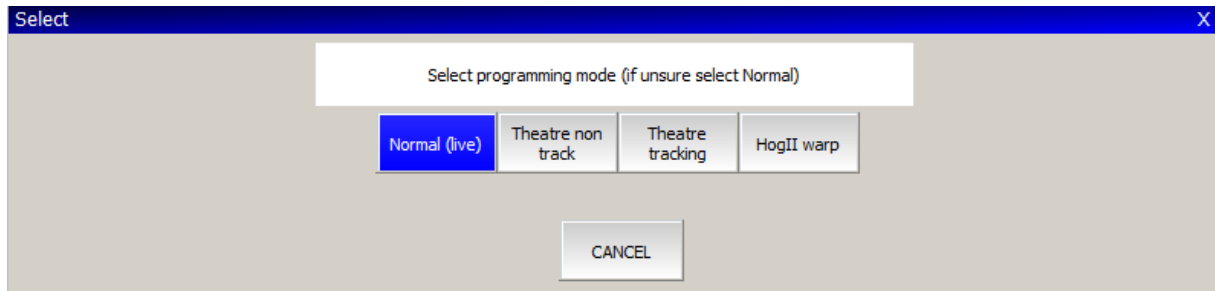 Select X
Select programming mode (if unsure select Normal)
Normal (live)
Theatre non
track
Theatre
tracking
HogII warp
CANCEL